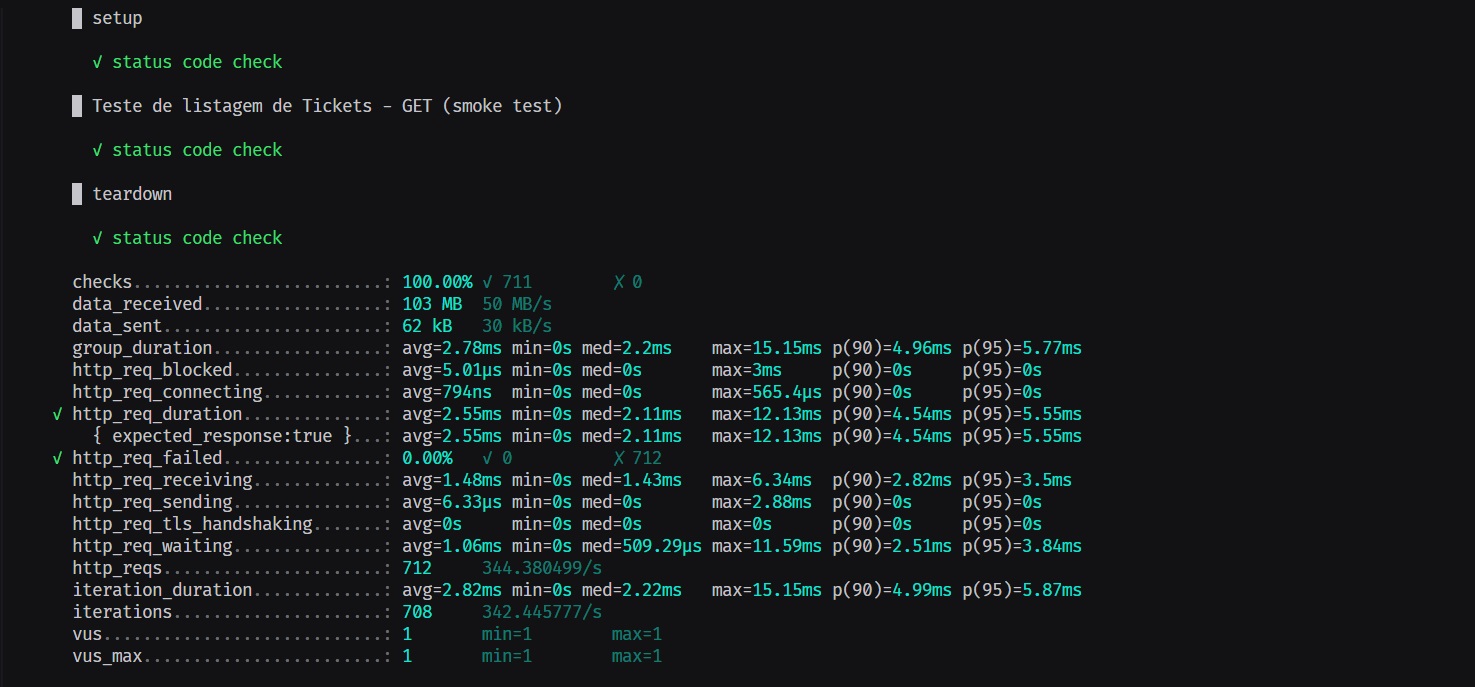 █ setup
√ status code check
█ Teste de listagem de Tickets - GET (smoke test)
√ status code check
█ teardown
√ status code check
checks.........................: 100.00% √ 711 ✗ 0
data_received..................: 103 MB 50 MB/s
data_sent......................: 62 kB 30 kB/s
group_duration.................: avg=2.78ms min=0s med=2.2ms max=15.15ms p(90)=4.96ms p(95)=5.77ms
http_req_blocked...............: avg=5.01µs min=0s med=0s max=3ms p(90)=0s p(95)=0s
http_req_connecting............: avg=794ns min=0s med=0s max=565.4µs p(90)=0s p(95)=0s
√ http_req_duration..............: avg=2.55ms min=0s med=2.11ms max=12.13ms p(90)=4.54ms p(95)=5.55ms
{ expected_response:true }...: avg=2.55ms min=0s med=2.11ms max=12.13ms p(90)=4.54ms p(95)=5.55ms
√ http_req_failed................: 0.00% √ 0 ✗ 712
http_req_receiving.............: avg=1.48ms min=0s med=1.43ms max=6.34ms p(90)=2.82ms p(95)=3.5ms
http_req_sending...............: avg=6.33µs min=0s med=0s max=2.88ms p(90)=0s p(95)=0s
http_req_tls_handshaking.......: avg=0s min=0s med=0s max=0s p(90)=0s p(95)=0s
http_req_waiting...............: avg=1.06ms min=0s med=509.29µs max=11.59ms p(90)=2.51ms p(95)=3.84ms
http_reqs......................: 712 344.380499/s
iteration_duration.............: avg=2.82ms min=0s med=2.22ms max=15.15ms p(90)=4.99ms p(95)=5.87ms
iterations.....................: 708 342.445777/s
vus............................: 1 min=1 max=1
vus_max........................: 1 min=1 max=1